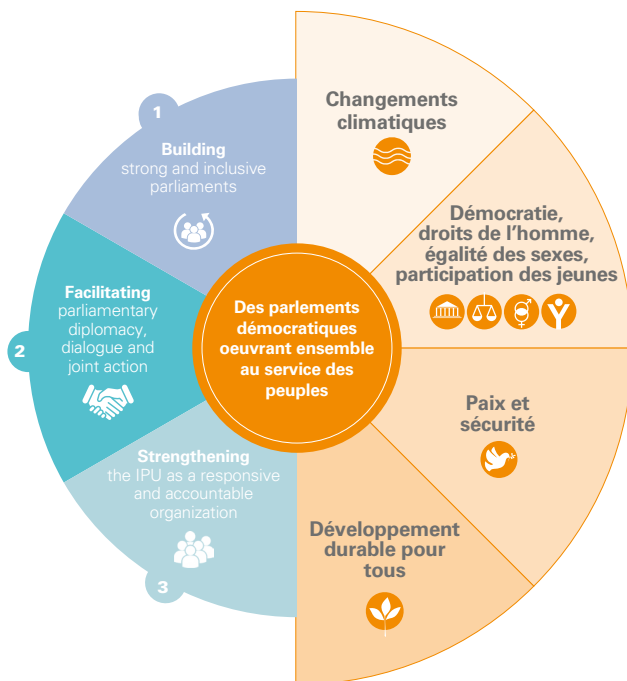 1
Building
strong and inclusive
parliaments
2
Facilitating
parliamentary
diplomacy,
dialogue and
joint action
3
Strengthening
the IPU as a responsive
and accountable
organization
Des parlements
démocratiques
oeuvrant ensemble
au service des
peuples
Changements
climatiques
Démocratie,
droits de l'homme,
égalité des sexes,
participation des jeunes
Paix et
sécurité
Développement
durable pour
tous